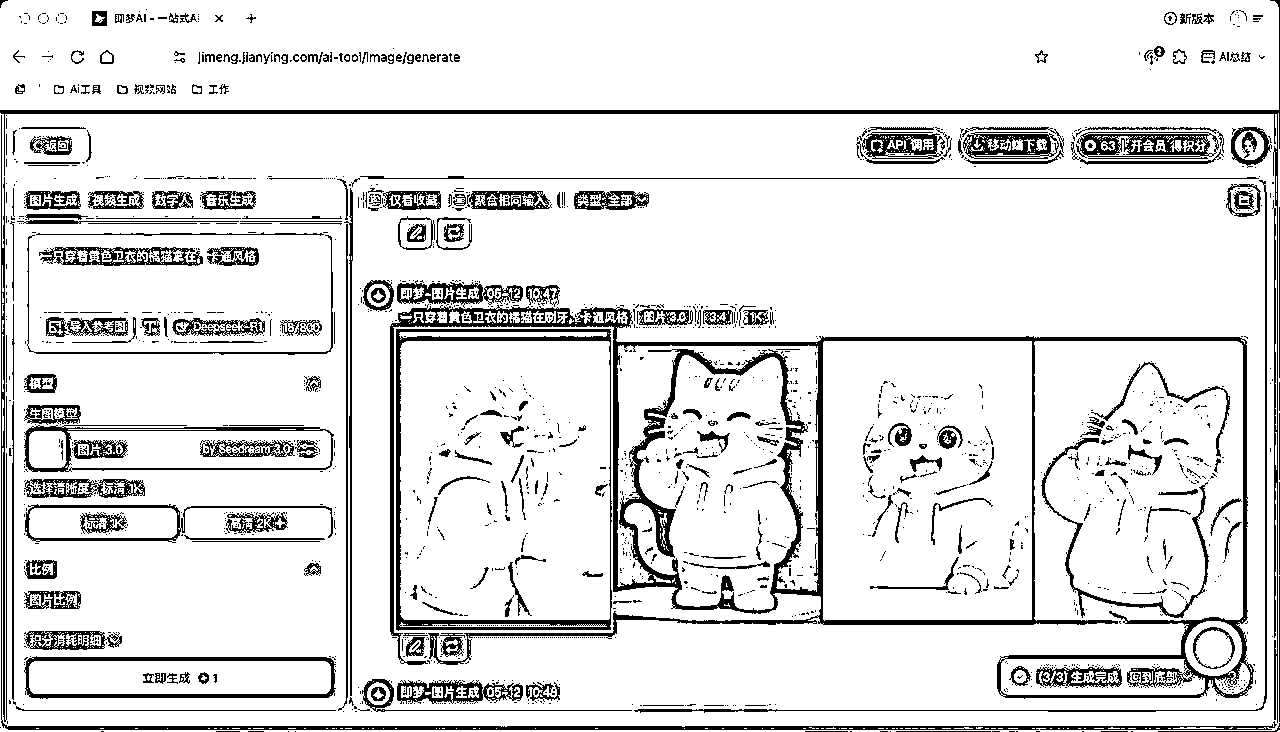 即梦AI - 一站式AI
新版本
jimeng.jianying.com/ai-tool/image/generate
2
AI总结
AI工具 视频网站 工作
返回
API 调用 移动端下载 63 开会员 得积分
图片生成 视频生成 数字人 音乐生成
仅看收藏 聚合相同输入 类型·全部
一只穿着黄色卫衣的橘猫拿在，卡通风格
导入参考图 T Deepseek-R1 18/800
即梦-图片生成 05-12 10:47
一只穿着黄色卫衣的橘猫在刷牙，卡通风格 图片 3.0 3:4 1K
模型
生图模型
图片 3.0 by Seedream 3.0
选择清晰度 标清 1K
标清 1K 高清 2K
比例
图片比例
积分消耗明细
立即生成 1
即梦-图片生成 05-12 10:48
(3/3) 生成完成 回到底部